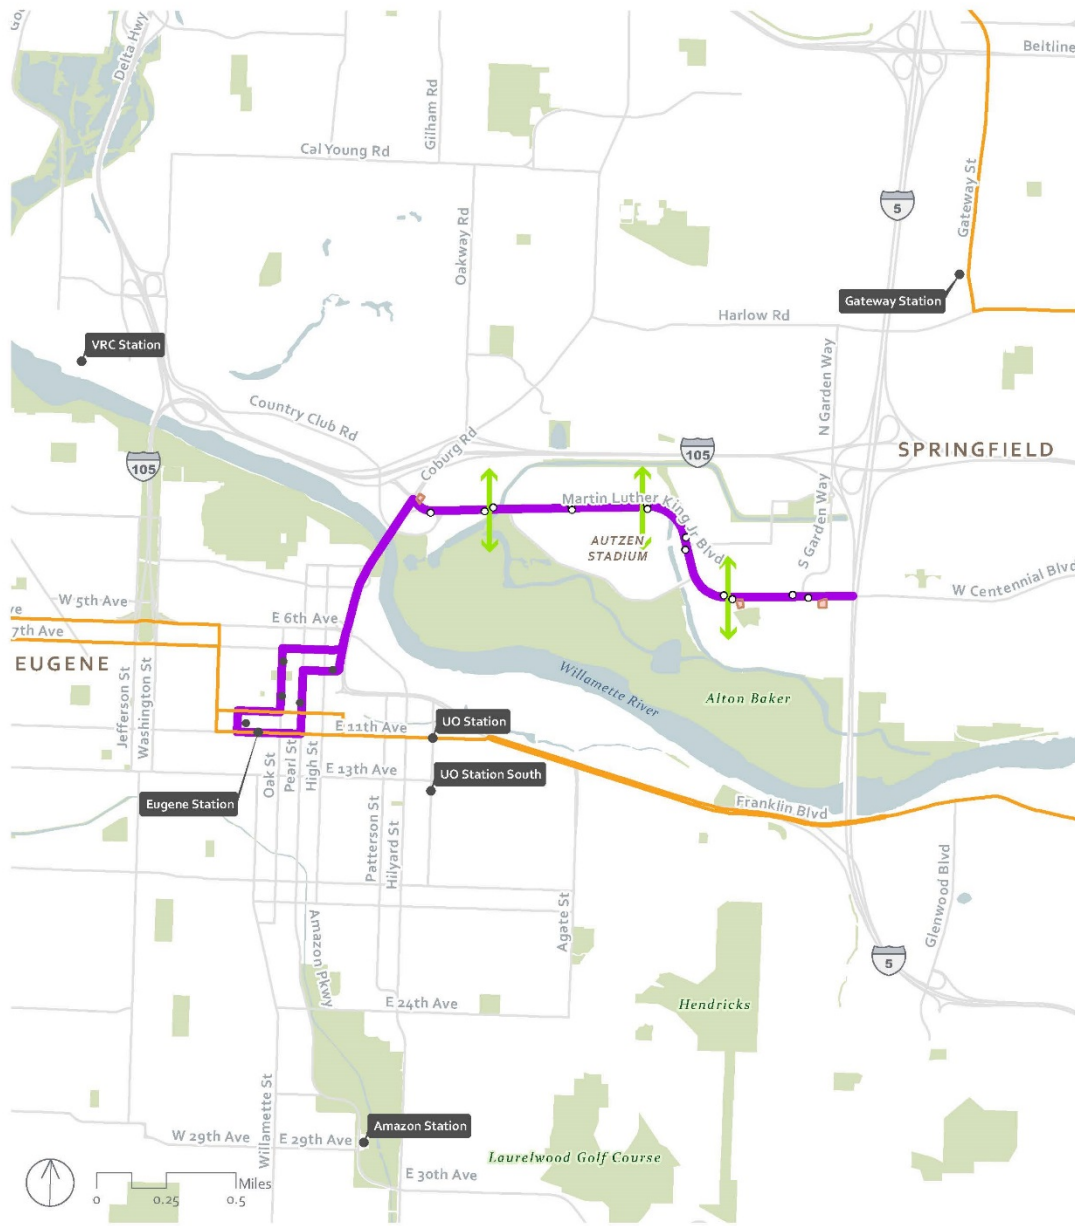 Delta Hwy
Beitline
Gilham Rd
Cal Young Rd
5
Gateway St
Oakway Rd
Gateway Station
Harlow Rd
VRC Station
N Garden Way
Country Club Rd
Coburg Rd
SPRINGFIELD
105
105
Martin Luther King Jr Blvd
S Garden Way
AUTZEN
STADIUM
W Centennial Blvd
W 5th Ave
E 6th Ave
7th Ave
EUGENE
Willamette River
Alton Baker
Jefferson St
Washington St
E 11th Ave
UO Station
Oak St
Pearl St
High St
E 13th Ave
UO Station South
Eugene Station
Franklin Blvd
Patterson St
Hilyard St
Glenwood Blvd
Agate St
Amazon Pkwy
5
E 24th Ave
Hendricks
Willamette St
Amazon Station
W 29th Ave
E 29th Ave
Laurelwood Golf Course
E 30th Ave
Miles
0
0.25
0.5